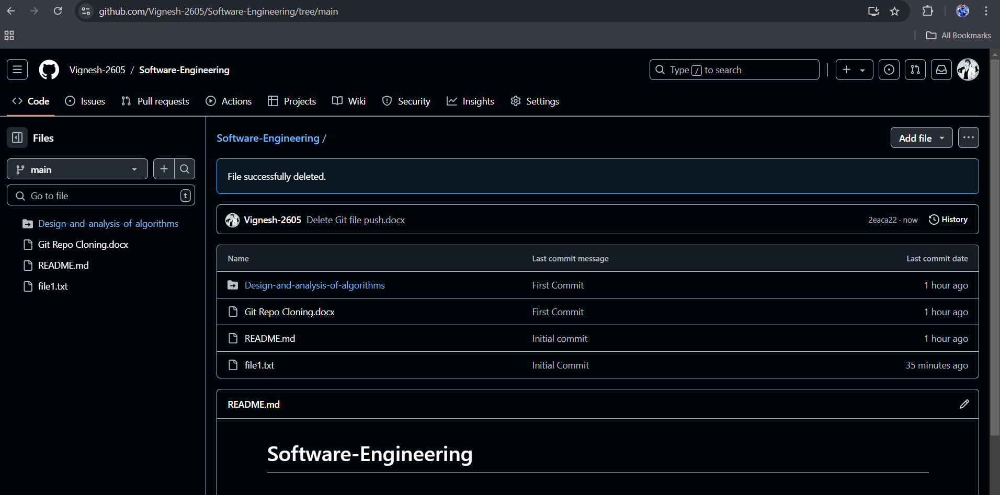 github.com/Vignesh-2605/Software-Engineering/tree/main
All Bookmarks
Vignesh-2605 / Software-Engineering
Type / to search
Code Issues Pull requests Actions Projects Wiki Security Insights Settings
Files
Software-Engineering /
Add file
main
File successfully deleted.
Go to file
t
Vignesh-2605 Delete Git file push.docx
2eaca22 · now
History
Design-and-analysis-of-algorithms
Git Repo Cloning.docx
README.md
file1.txt
Name Last commit message Last commit date
Design-and-analysis-of-algorithms First Commit 1 hour ago
Git Repo Cloning.docx First Commit 1 hour ago
README.md Initial commit 1 hour ago
file1.txt Initial Commit 35 minutes ago
README.md
Software-Engineering